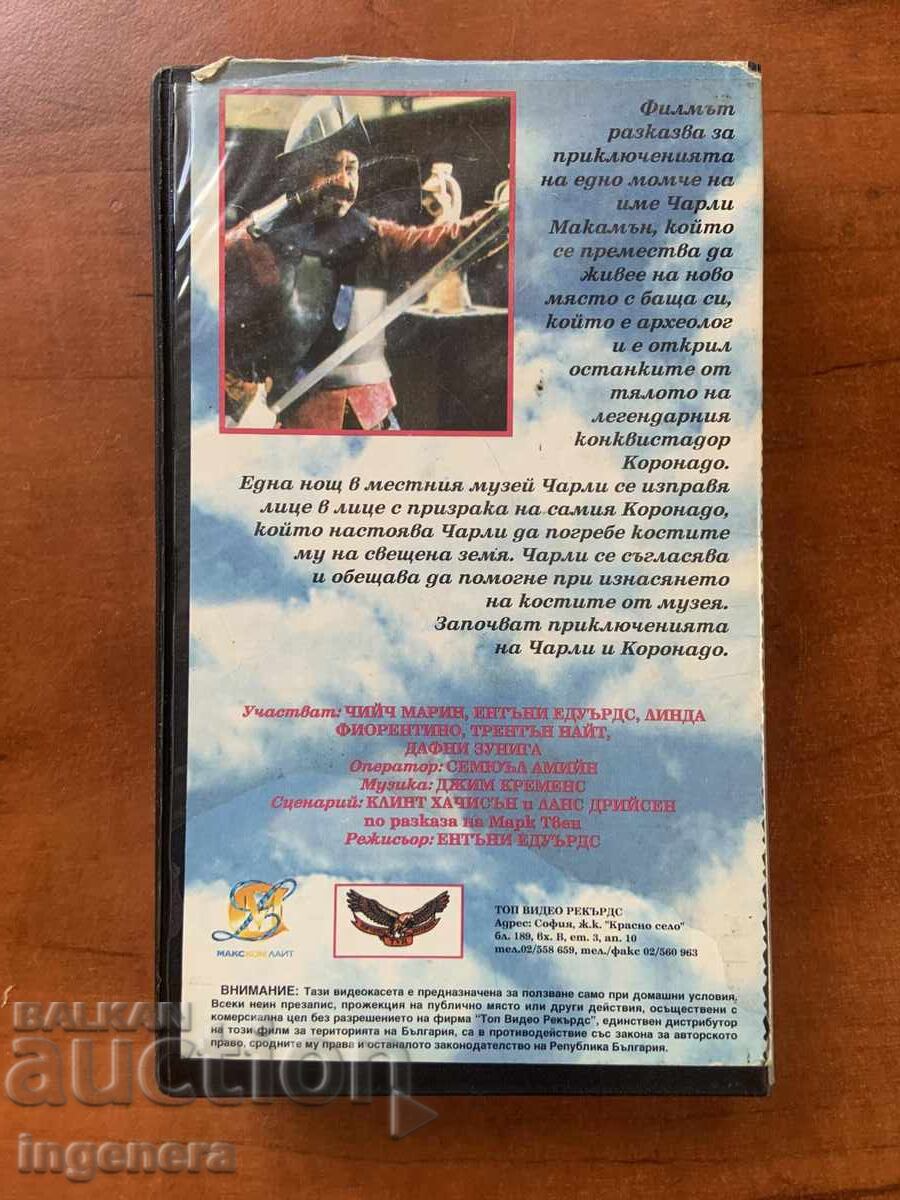 Филмът
разказва за
приключенията
на едно момче на
име Чарли
Макамън, който
се премества да
живее на ново
място с баща си,
който е археолог
и е открил
останките от
тялото на
легендарния
конквистадор
Коронадо.
Една нощ в местния музей Чарли се изправя
лице в лице с призрака на самия Коронадо,
който настоява Чарли да погребе костите
му на свещена земя. Чарли се съгласява
и обещава да помогне при изнасянето
на костите от музея.
Започват приключенията
на Чарли и Коронадо.
Участват: ЧИЙЧ МАРИН, ЕНТЪНИ ЕДУЪРДС, ЛИНДА
ФИОРЕНТИНО, ТРЕНТЪН НАЙТ,
ДАФНИ ЗУНИГА
Оператор: СЕМЮЪЛ АМИЙН
Музика: ДЖИМ КРЕМЕНС
Сценарий: КЛИНТ ХАЧИСЪН и ЛАНС ДРИЙСЕН
по разказа на Марк Твен
Режисьор: ЕНТЪНИ ЕДУЪРДС
МАКСКОМ ЛАИТ
ТОП ВИДЕО РЕКЪРДС
Адрес: София, ж.к. "Красно село"
бл. 189, вх. В, ет. 3, ап. 10
тел.02/558 659, тел./факс 02/560 963
ВНИМАНИЕ: Тази видеокасета е предназначена за ползване само при домашни условия.
Всеки неин презапис, прожекция на публично място или други действия, осъществени с
комерсиална цел без разрешението на фирма "Топ Видео Рекърдс", единствен дистрибутор
на този филм за територията на България, са в противодействие със закона за авторското
право, сродните му права и останалото законодателство на Република България.
BALKAN
auction
ingenera